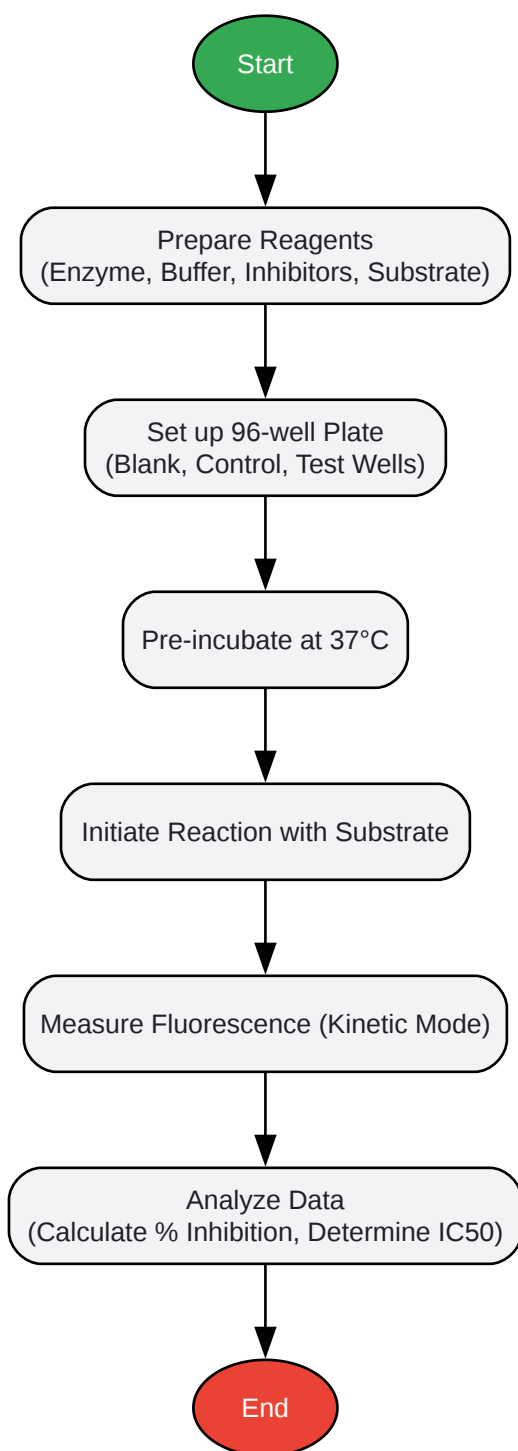 Start
Prepare Reagents
(Enzyme, Buffer, Inhibitors, Substrate)
Set up 96-well Plate
(Blank, Control, Test Wells)
Pre-incubate at 37°C
Initiate Reaction with Substrate
Measure Fluorescence (Kinetic Mode)
Analyze Data
(Calculate % Inhibition, Determine IC50)
End